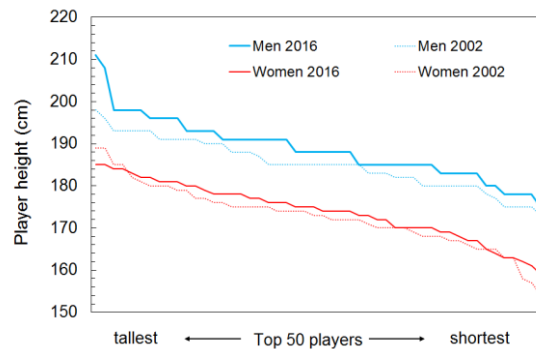 220
210
200
190
180
170
160
150
Player height (cm)
Men 2016
Men 2002
Women 2016
Women 2002
tallest
Top 50 players
shortest